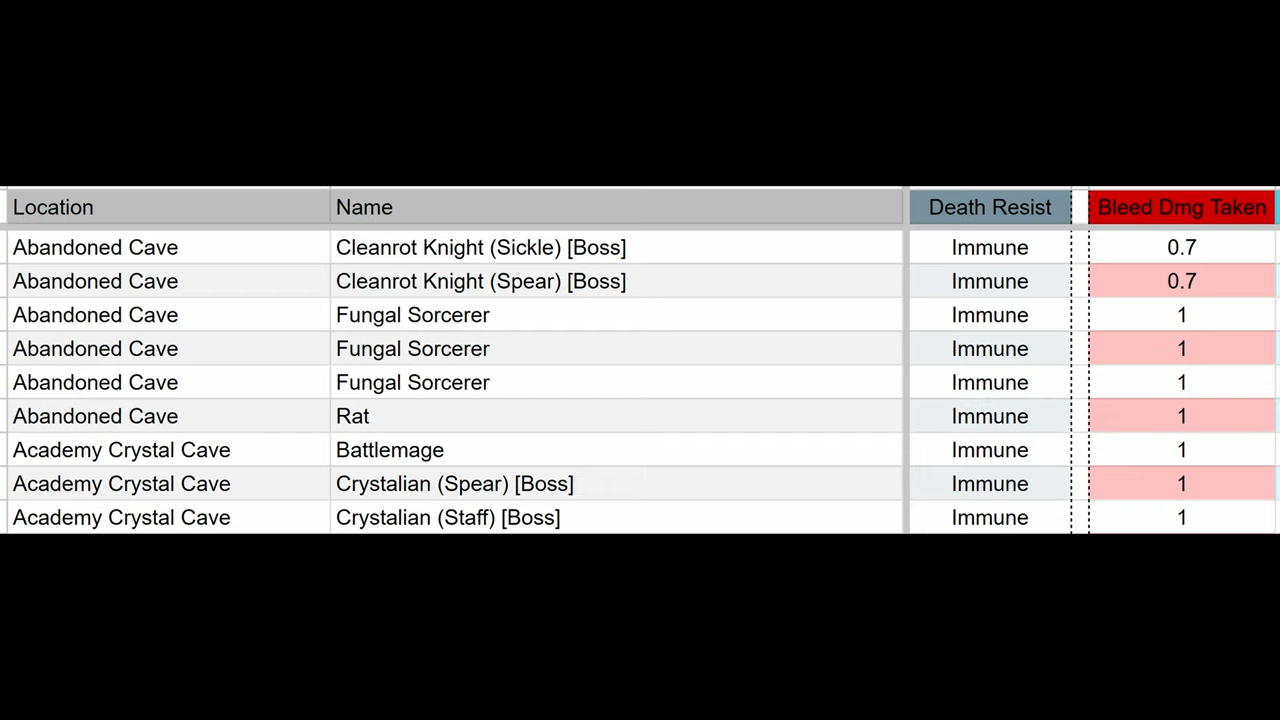 Location Name Death Resist Bleed Dmg Taken
Abandoned Cave Cleanrot Knight (Sickle) [Boss] Immune 0.7
Abandoned Cave Cleanrot Knight (Spear) [Boss] Immune 0.7
Abandoned Cave Fungal Sorcerer Immune 1
Abandoned Cave Fungal Sorcerer Immune 1
Abandoned Cave Fungal Sorcerer Immune 1
Abandoned Cave Rat Immune 1
Academy Crystal Cave Battlemage Immune 1
Academy Crystal Cave Crystalian (Spear) [Boss] Immune 1
Academy Crystal Cave Crystalian (Staff) [Boss] Immune 1